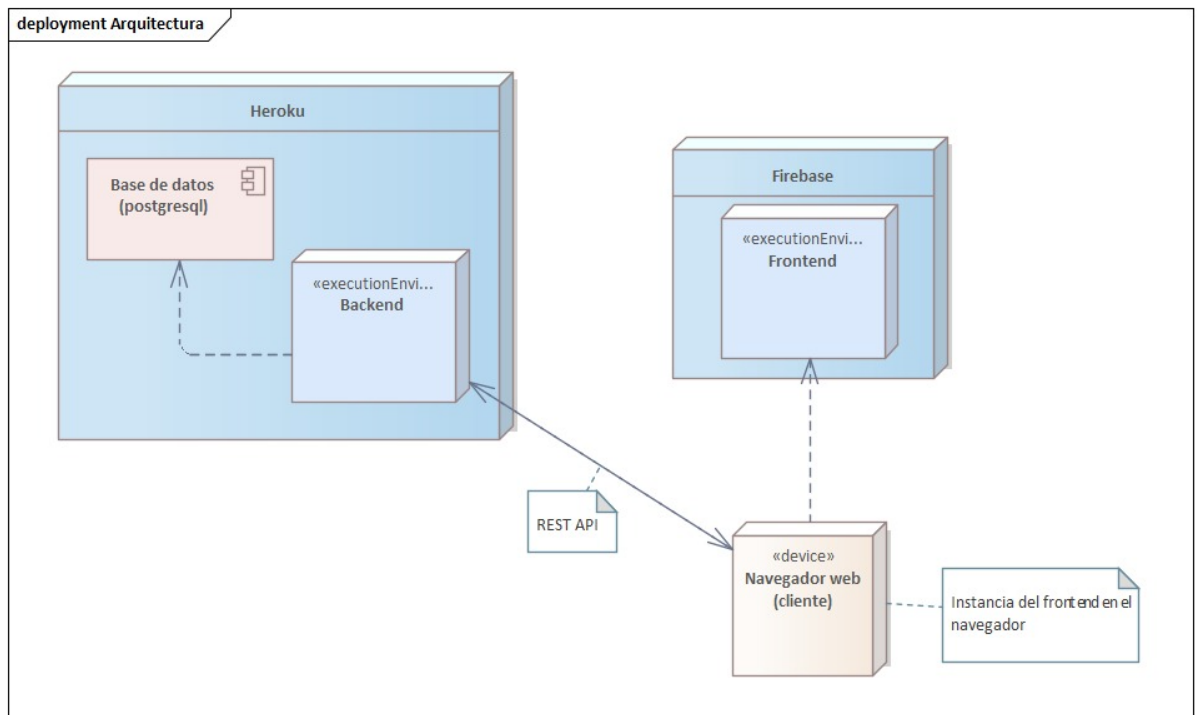 deployment Arquitectura
Heroku
Base de datos
(postgresql)
«executionEnvi...
Backend
Firebase
«executionEnvi...
Frontend
REST API
«device»
Navegador web
(cliente)
Instancia del frontend en el
navegador